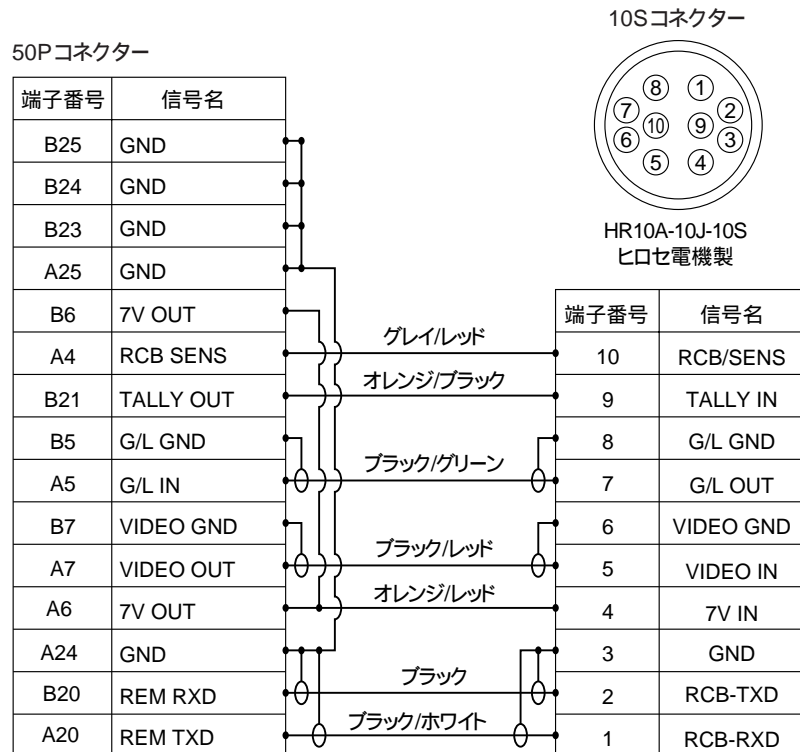 10Sコネクター
50Pコネクター
端子番号 信号名
B25 GND
B24 GND
B23 GND
A25 GND
B6 7V OUT
A4 RCB SENS
B21 TALLY OUT
B5 G/L GND
A5 G/L IN
B7 VIDEO GND
A7 VIDEO OUT
A6 7V OUT
A24 GND
B20 REM RXD
A20 REM TXD
グレイ/レッド
オレンジ/ブラック
ブラック/グリーン
ブラック/レッド
オレンジ/レッド
ブラック
ブラック/ホワイト
8 1
7 2
10 9
6 3
5 4
HR10A-10J-10S
ヒロセ電機製
端子番号 信号名
10 RCB/SENS
9 TALLY IN
8 G/L GND
7 G/L OUT
6 VIDEO GND
5 VIDEO IN
4 7V IN
3 GND
2 RCB-TXD
1 RCB-RXD